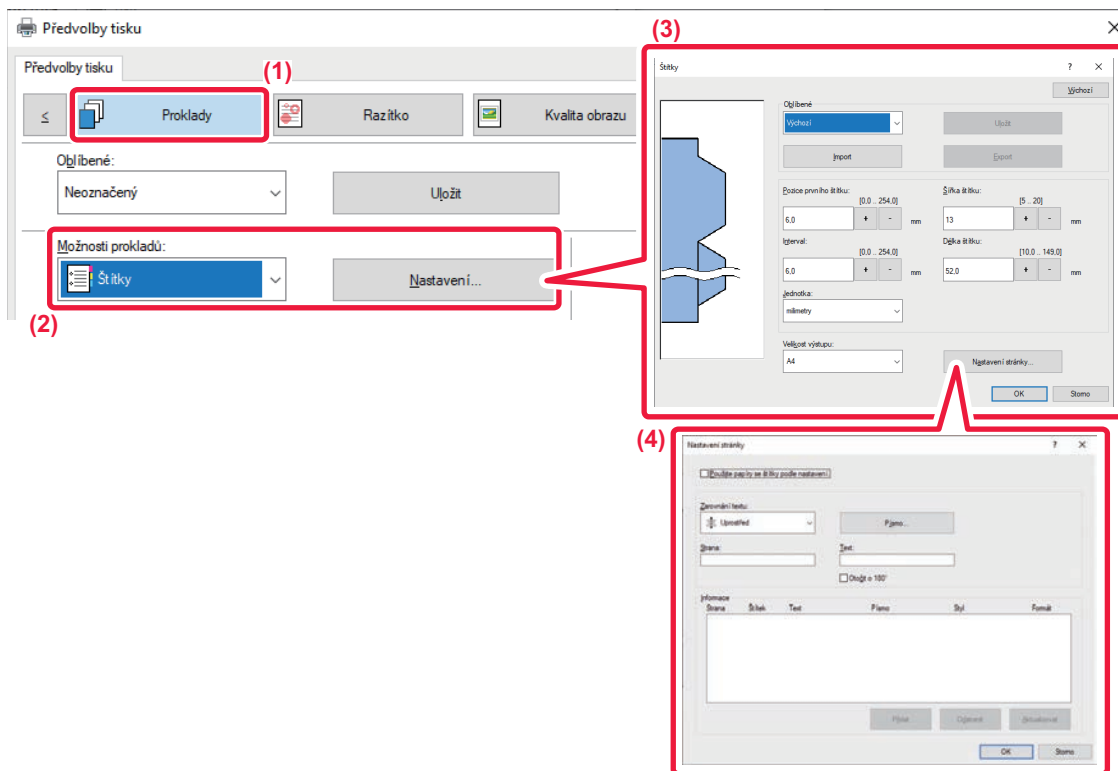 Předvolby tisku
Předvolby tisku
(1)
≤ Proklady Razítko Kvalita obrazu
Oblíbené:
Neoznačený Uložit
Možnosti prokladů:
Štítky Nastavení...
(2)
(3)
Štítky ?
Výchozí
Oblíbené
Výchozí Uložit
Import Export
Pozice prvního štítku: Šířka štítku:
[0,0 .. 254,0] [5 .. 20]
6,0 + - mm 13 + - mm
Interval: Délka štítku:
[0,0 .. 254,0] [10,0 .. 149,0]
6,0 + - mm 52,0 + - mm
Jednotka:
milimetry
Velikost výstupu:
A4 Nastavení stránky...
OK Storno
(4)
Nastavení stránky ?
Použijte papíry se štítky podle nastavení
Zarovnání textu:
Uprostřed Písmo...
Strana: Text:
Otočit o 180°
Informace
Strana Štítek Text Písmo Styl Formát
Přidat Odstranit Aktualizovat
OK Storno